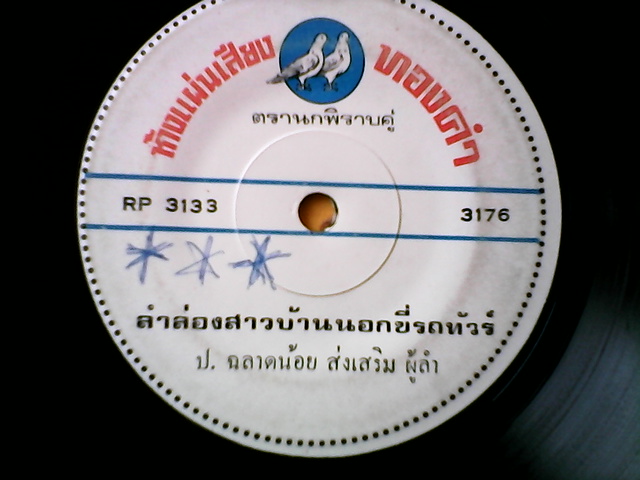 ห้างแผ่นเสียง ทองคำ
ตรานกพิราบคู่
RP 3133
3176
ลำล่องสาวบ้านนอกขี่รถทัวร์
ป. ฉลาดน้อย ส่งเสริม ผู้ลำ